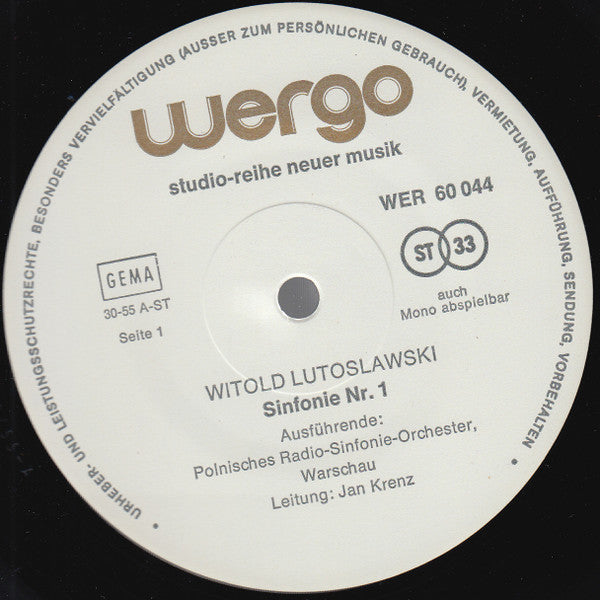 URHEBER- UND LEISTUNGSSCHUTZRECHTE, BESONDERS VERVIELFÄLTIGUNG (AUSSER ZUM PERSÖNLICHEN GEBRAUCH), VERMIETUNG, AUFFÜHRUNG, SENDUNG, VORBEHALTEN
wergo
studio-reihe neuer musik
WER 60 044
ST 33
auch
Mono abspielbar
GEMA
30-55 A-ST
Seite 1
WITOLD LUTOSLAWSKI
Sinfonie Nr. 1
Ausführende:
Polnisches Radio-Sinfonie-Orchester,
Warschau
Leitung: Jan Krenz